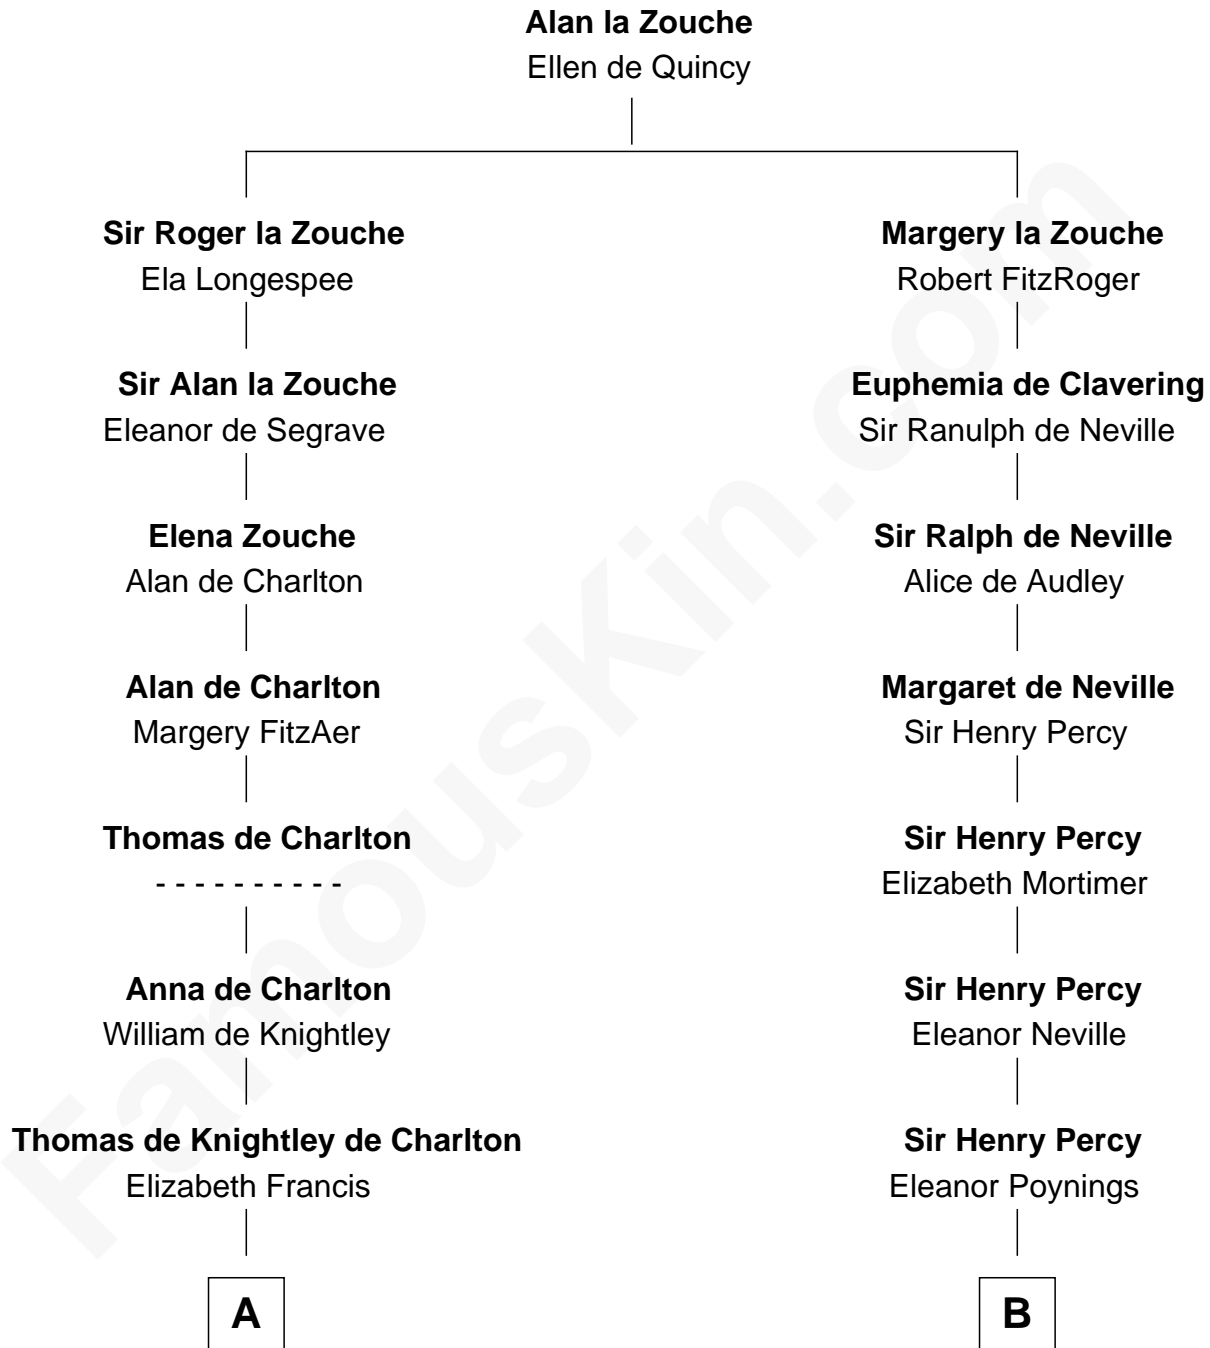 Alan la Zouche
Ellen de Quincy
Sir Roger la Zouche
Ela Longespee
Margery la Zouche
Robert FitzRoger
Sir Alan la Zouche
Eleanor de Segrave
Euphemia de Clavering
Sir Ranulph de Neville
Elena Zouche
Alan de Charlton
Sir Ralph de Neville
Alice de Audley
Alan de Charlton
Margery FitzAer
Margaret de Neville
Sir Henry Percy
Thomas de Charlton
- - - - - - - - - -
Sir Henry Percy
Elizabeth Mortimer
Anna de Charlton
William de Knightley
Sir Henry Percy
Eleanor Neville
Thomas de Knightley de Charlton
Elizabeth Francis
Sir Henry Percy
Eleanor Poynings
A
B
FamousKin.com